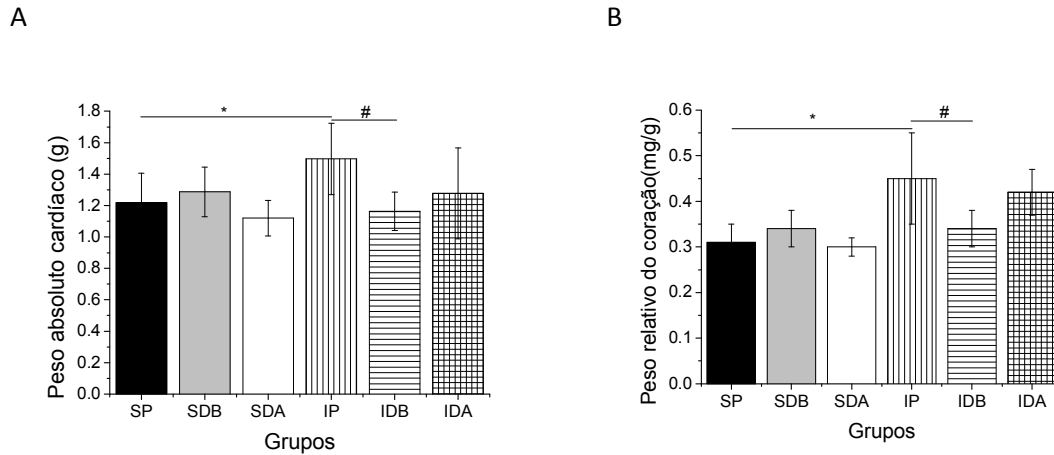 A
B
Peso absoluto cardíaco (g)
1.8
1.6
1.4
1.2
1.0
0.8
0.6
0.4
0.2
0.0
*
#
SP SDB SDA IP IDB IDA
Grupos
Peso relativo do coração(mg/g)
0.6
0.5
0.4
0.3
0.2
0.1
0.0
*
#
SP SDB SDA IP IDB IDA
Grupos